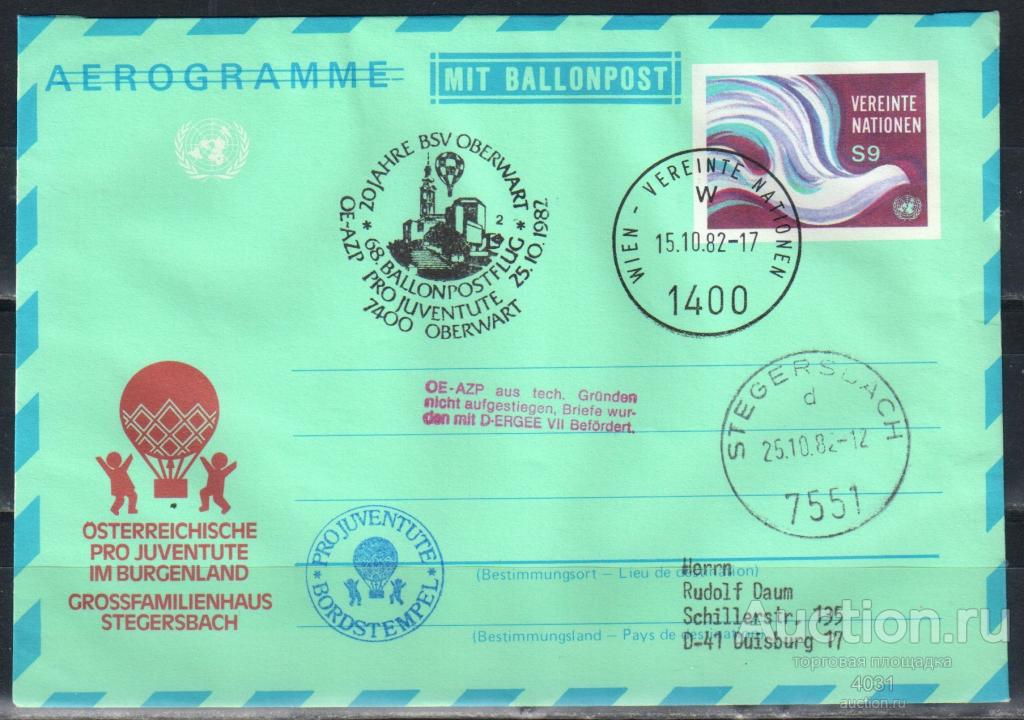 AEROGRAMME
MIT BALLONPOST
VEREINTE
NATIONEN
S9
* 20 JAHRE BSV OBERWART *
2
68. BALLONPOSTFLUG
OE-AZP PRO JUVENTUTE 25.10.1982
7400 OBERWART
WIEN - VEREINTE NATIONEN
W
15.10.82-17
1400
OE-AZP aus tech. Gründen
nicht aufgestiegen, Briefe wur-
den mit D-ERGEE VII Befördert.
STEGERSBACH
d
25.10.82-12
7551
ÖSTERREICHISCHE
PRO JUVENTUTE
IM BURGENLAND
GROSSFAMILIENHAUS
STEGERSBACH
* PRO JUVENTUTE *
BORDSTEMPEL
(Bestimmungsort – Lieu de destination)
Herrn
Rudolf Daum
Schillerstr. 135
(Bestimmungsland – Pays de destination)
D-41 Duisburg 17
Auction.ru
торговая площадка
4031
auction.ru